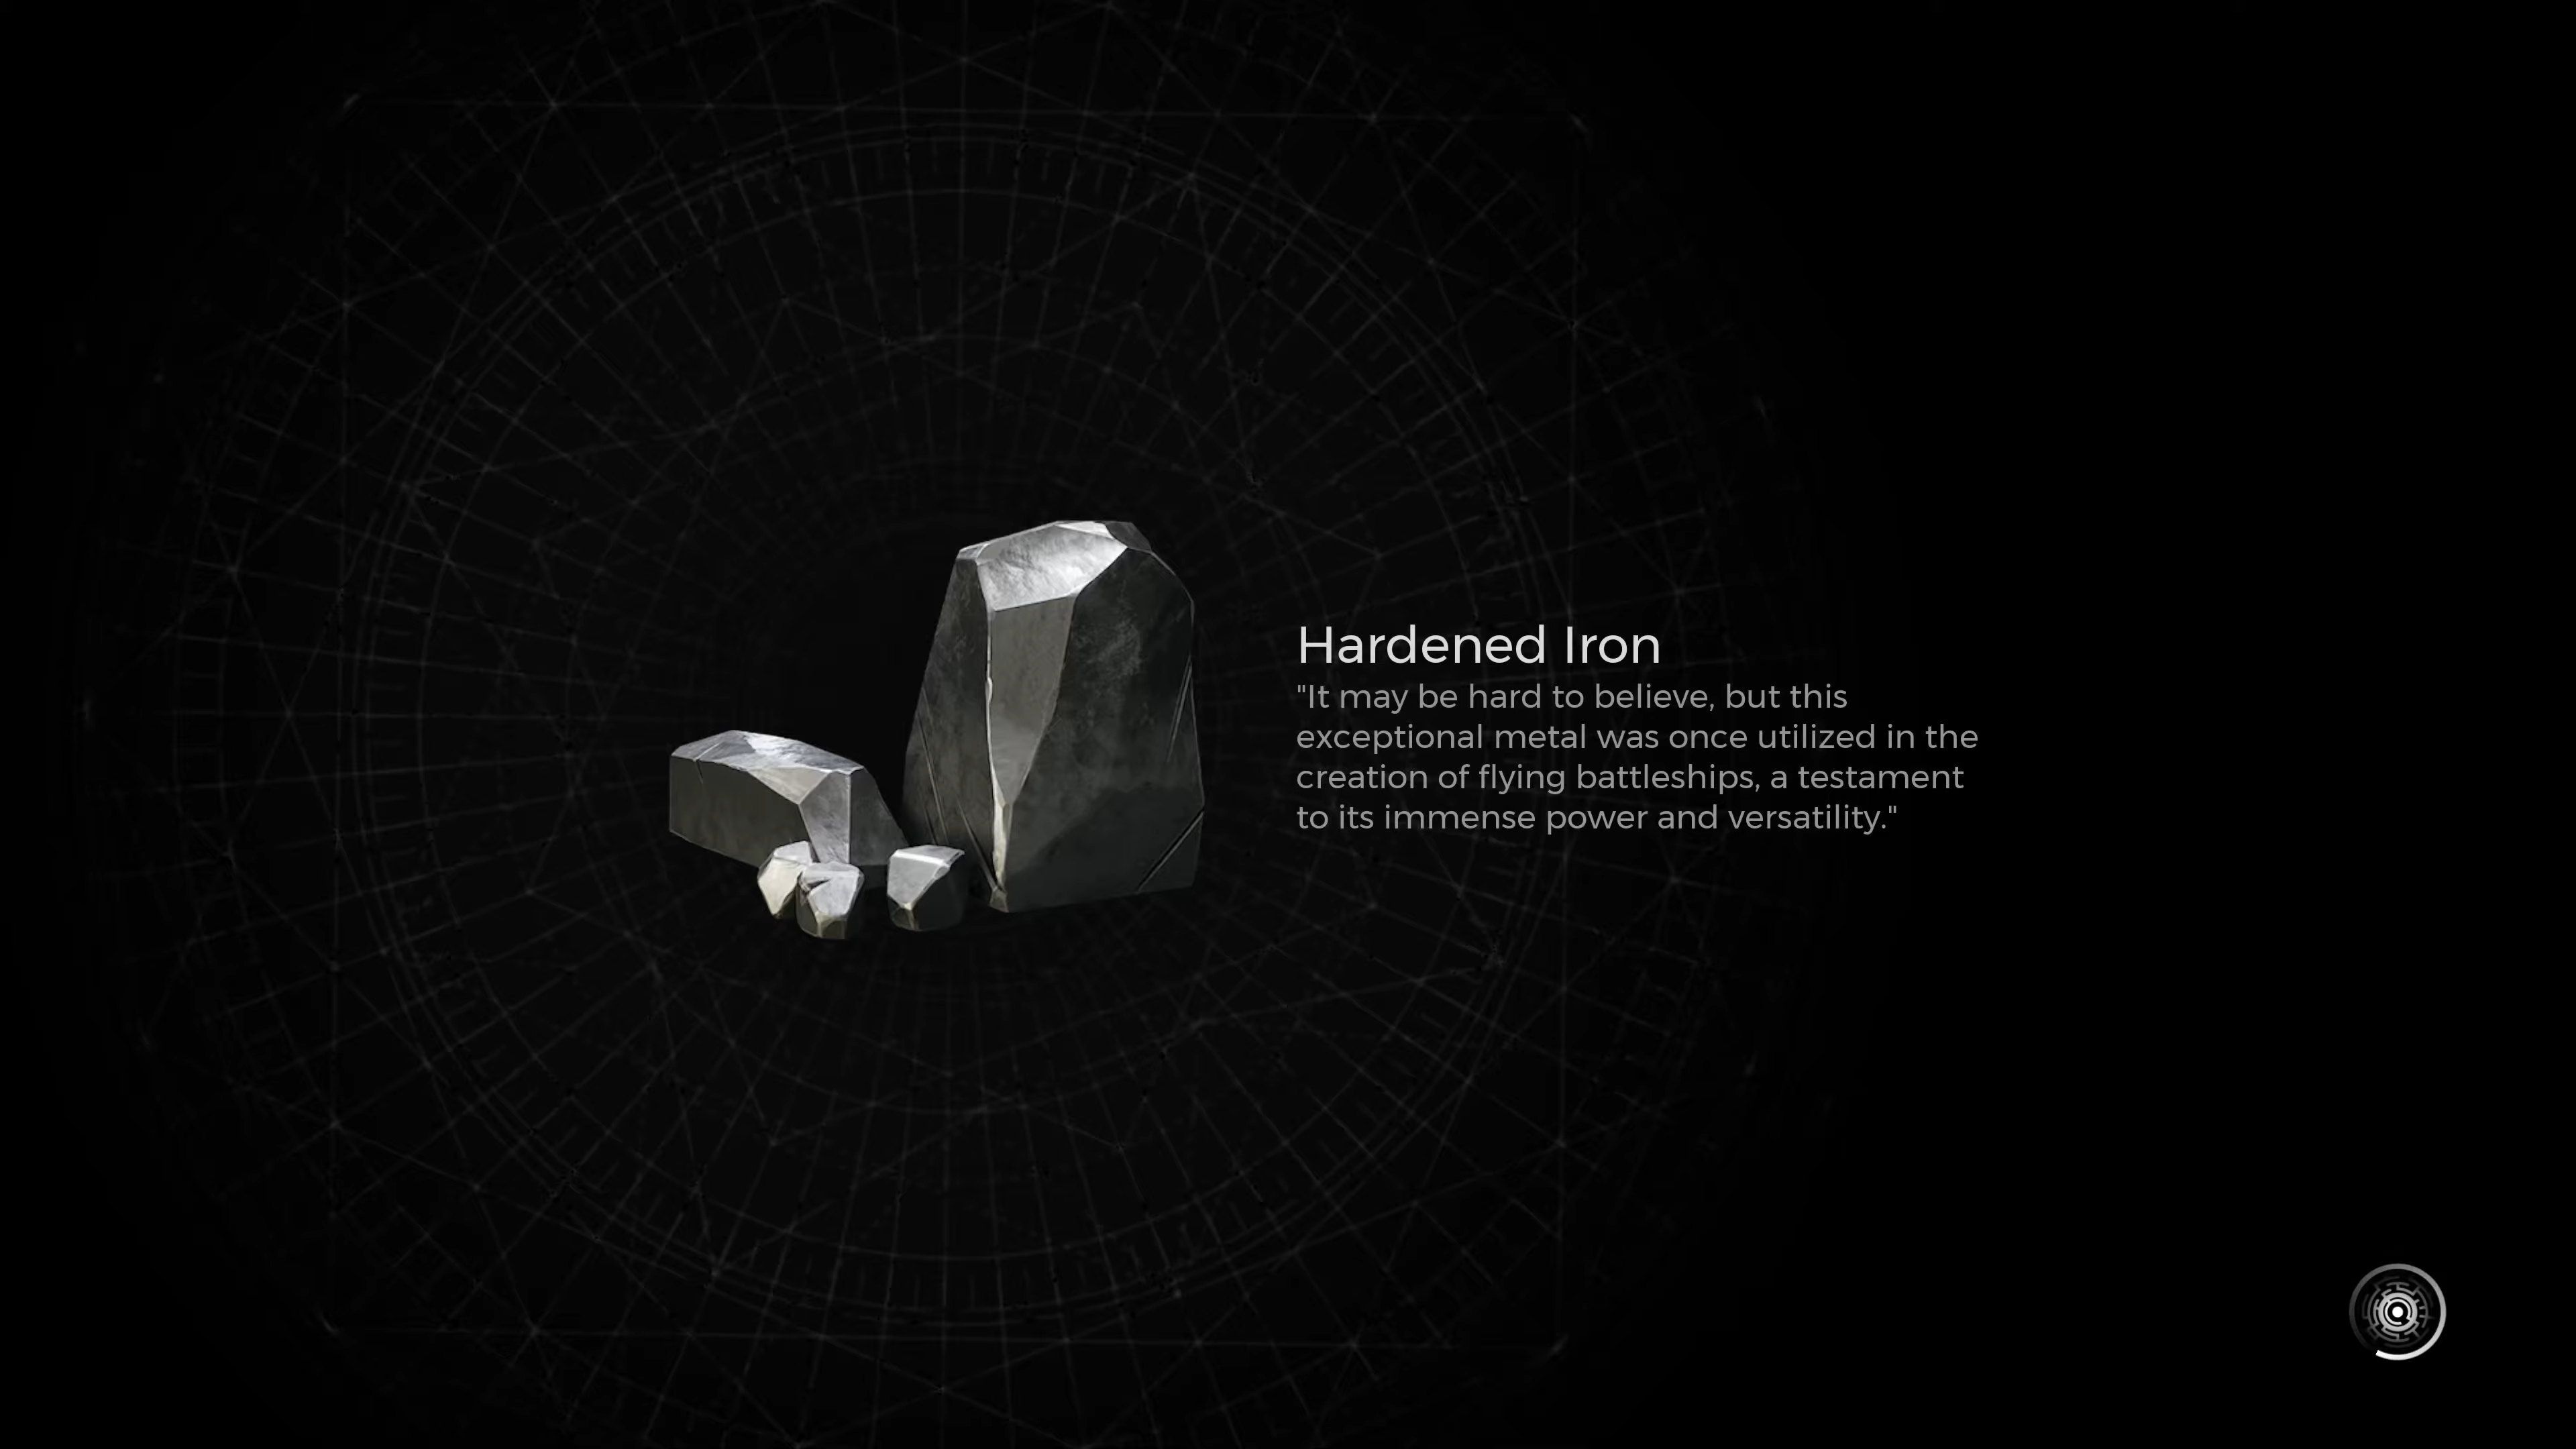 Hardened Iron
"It may be hard to believe, but this
exceptional metal was once utilized in the
creation of flying battleships, a testament
to its immense power and versatility."